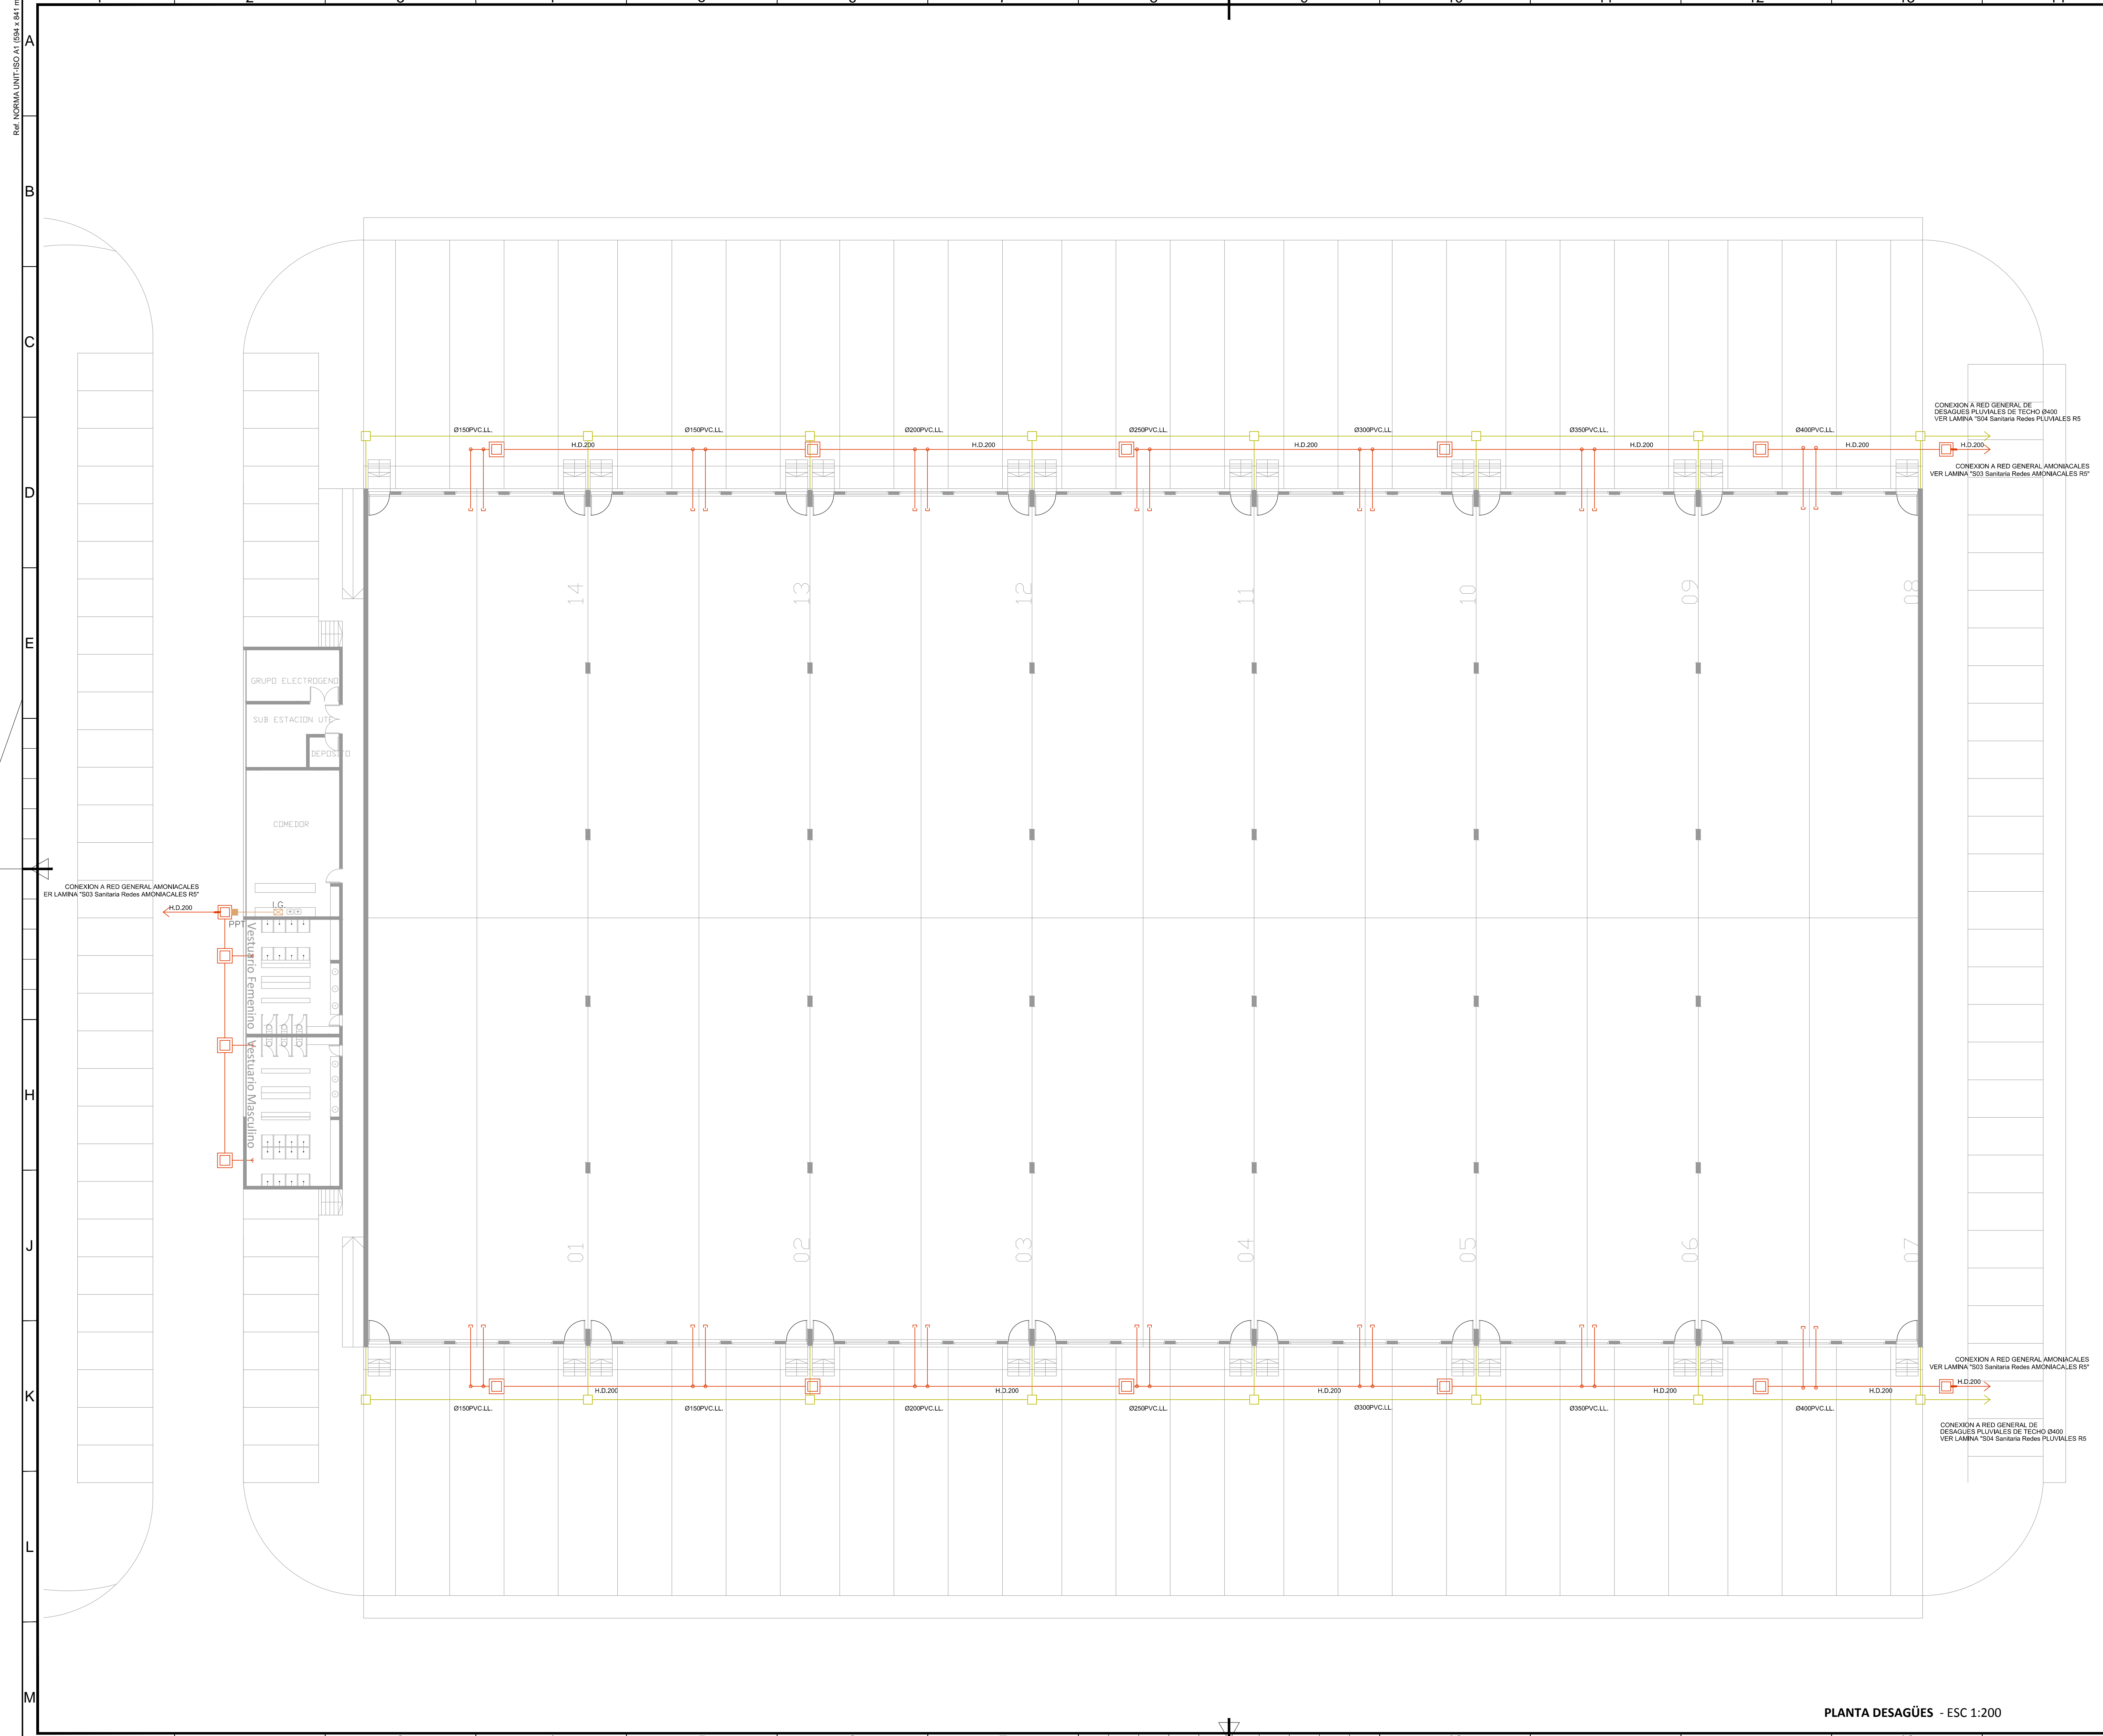 Ref. NORMA UNIT-ISO A1 (594 x 841 m
A
B
C
D
E
H
J
K
L
M
CONEXION A RED GENERAL DE
DESAGUES PLUVIALES DE TECHO Ø400
VER LAMINA "S04 Sanitaria Redes PLUVIALES R5
Ø150PVC,LL.
Ø150PVC,LL.
Ø200PVC,LL.
Ø250PVC,LL.
Ø300PVC,LL
Ø350PVC,LL.
Ø400PVC,LL.
H.D.200
H.D.200
H.D.200
H.D.200
H.D.200
H.D.200
H.D.200
CONEXION A RED GENERAL AMONIACALES
VER LAMINA "S03 Sanitaria Redes AMONIACALES R5"
14
13
12
11
10
09
08
GRUPO ELECTROGENO
SUB ESTACION UTE
DEPOSITO
COMEDOR
CONEXION A RED GENERAL AMONIACALES
ER LAMINA "S03 Sanitaria Redes AMONIACALES R5"
H.D.200
I.G.
PPT
Vestuario Femenino
Vestuario Masculino
01
02
03
04
05
06
07
CONEXION A RED GENERAL AMONIACALES
VER LAMINA "S03 Sanitaria Redes AMONIACALES R5"
H.D.200
H.D.200
H.D.200
H.D.200
H.D.200
H.D.200
H.D.200
Ø150PVC,LL.
Ø150PVC,LL.
Ø200PVC,LL.
Ø250PVC,LL.
Ø300PVC,LL
Ø350PVC,LL.
Ø400PVC,LL.
CONEXION A RED GENERAL DE
DESAGUES PLUVIALES DE TECHO Ø400
VER LAMINA "S04 Sanitaria Redes PLUVIALES R5
PLANTA DESAGÜES - ESC 1:200